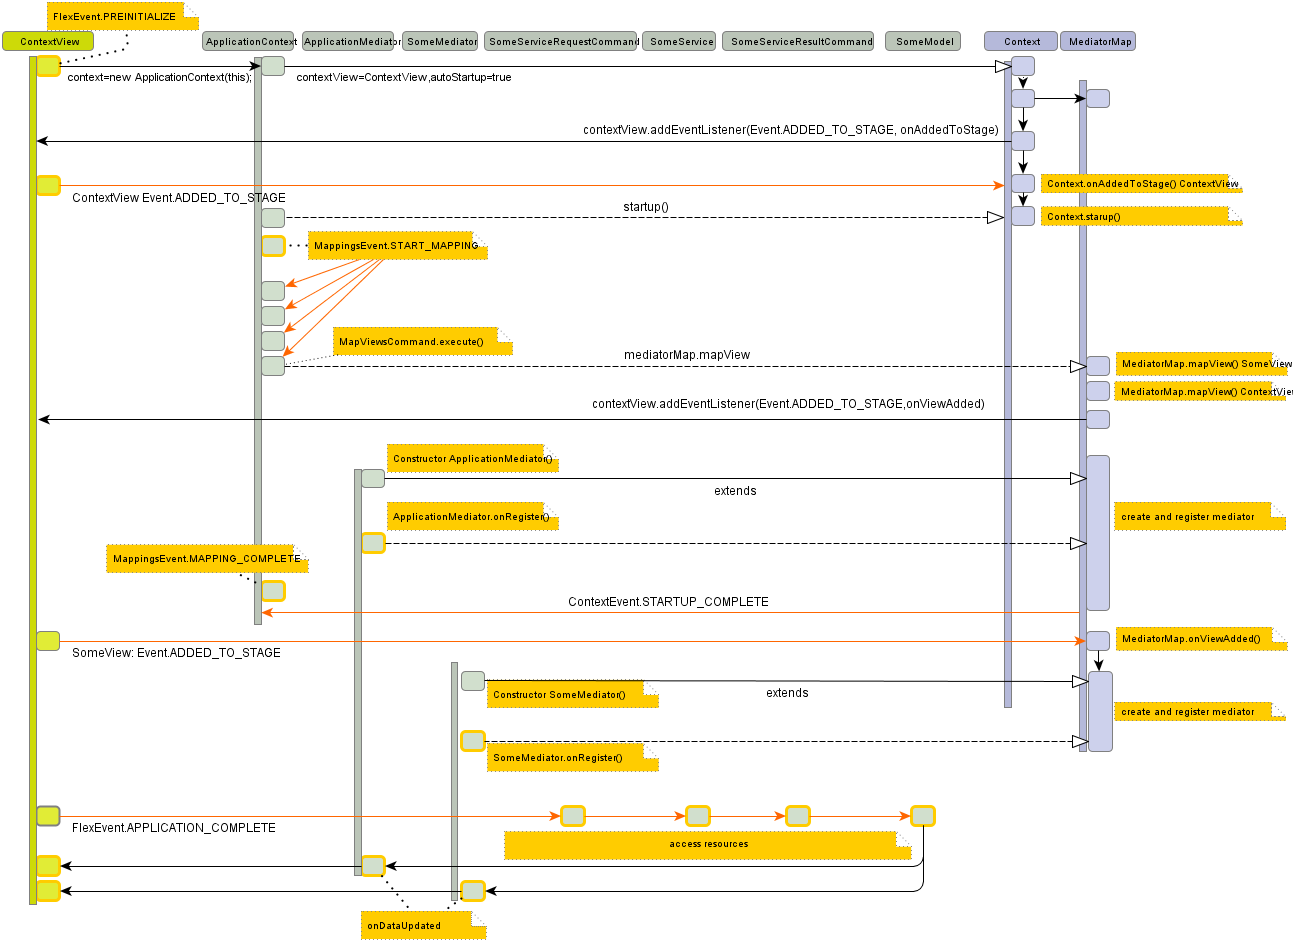 FlexEvent.PREINITIALIZE
ContextView
ApplicationContext
ApplicationMediator
SomeMediator
SomeServiceRequestCommand
SomeService
SomeServiceResultCommand
SomeModel
Context
MediatorMap
context=new ApplicationContext(this);
contextView=ContextView,autoStartup=true
contextView.addEventListener(Event.ADDED_TO_STAGE, onAddedToStage)
Context.onAddedToStage() ContextView
ContextView Event.ADDED_TO_STAGE
startup()
Context.starup()
MappingsEvent.START_MAPPING
MapViewsCommand.execute()
mediatorMap.mapView
MediatorMap.mapView() SomeView
MediatorMap.mapView() ContextView
contextView.addEventListener(Event.ADDED_TO_STAGE,onViewAdded)
Constructor ApplicationMediator()
extends
ApplicationMediator.onRegister()
create and register mediator
MappingsEvent.MAPPING_COMPLETE
ContextEvent.STARTUP_COMPLETE
MediatorMap.onViewAdded()
SomeView: Event.ADDED_TO_STAGE
Constructor SomeMediator()
extends
create and register mediator
SomeMediator.onRegister()
FlexEvent.APPLICATION_COMPLETE
access resources
onDataUpdated